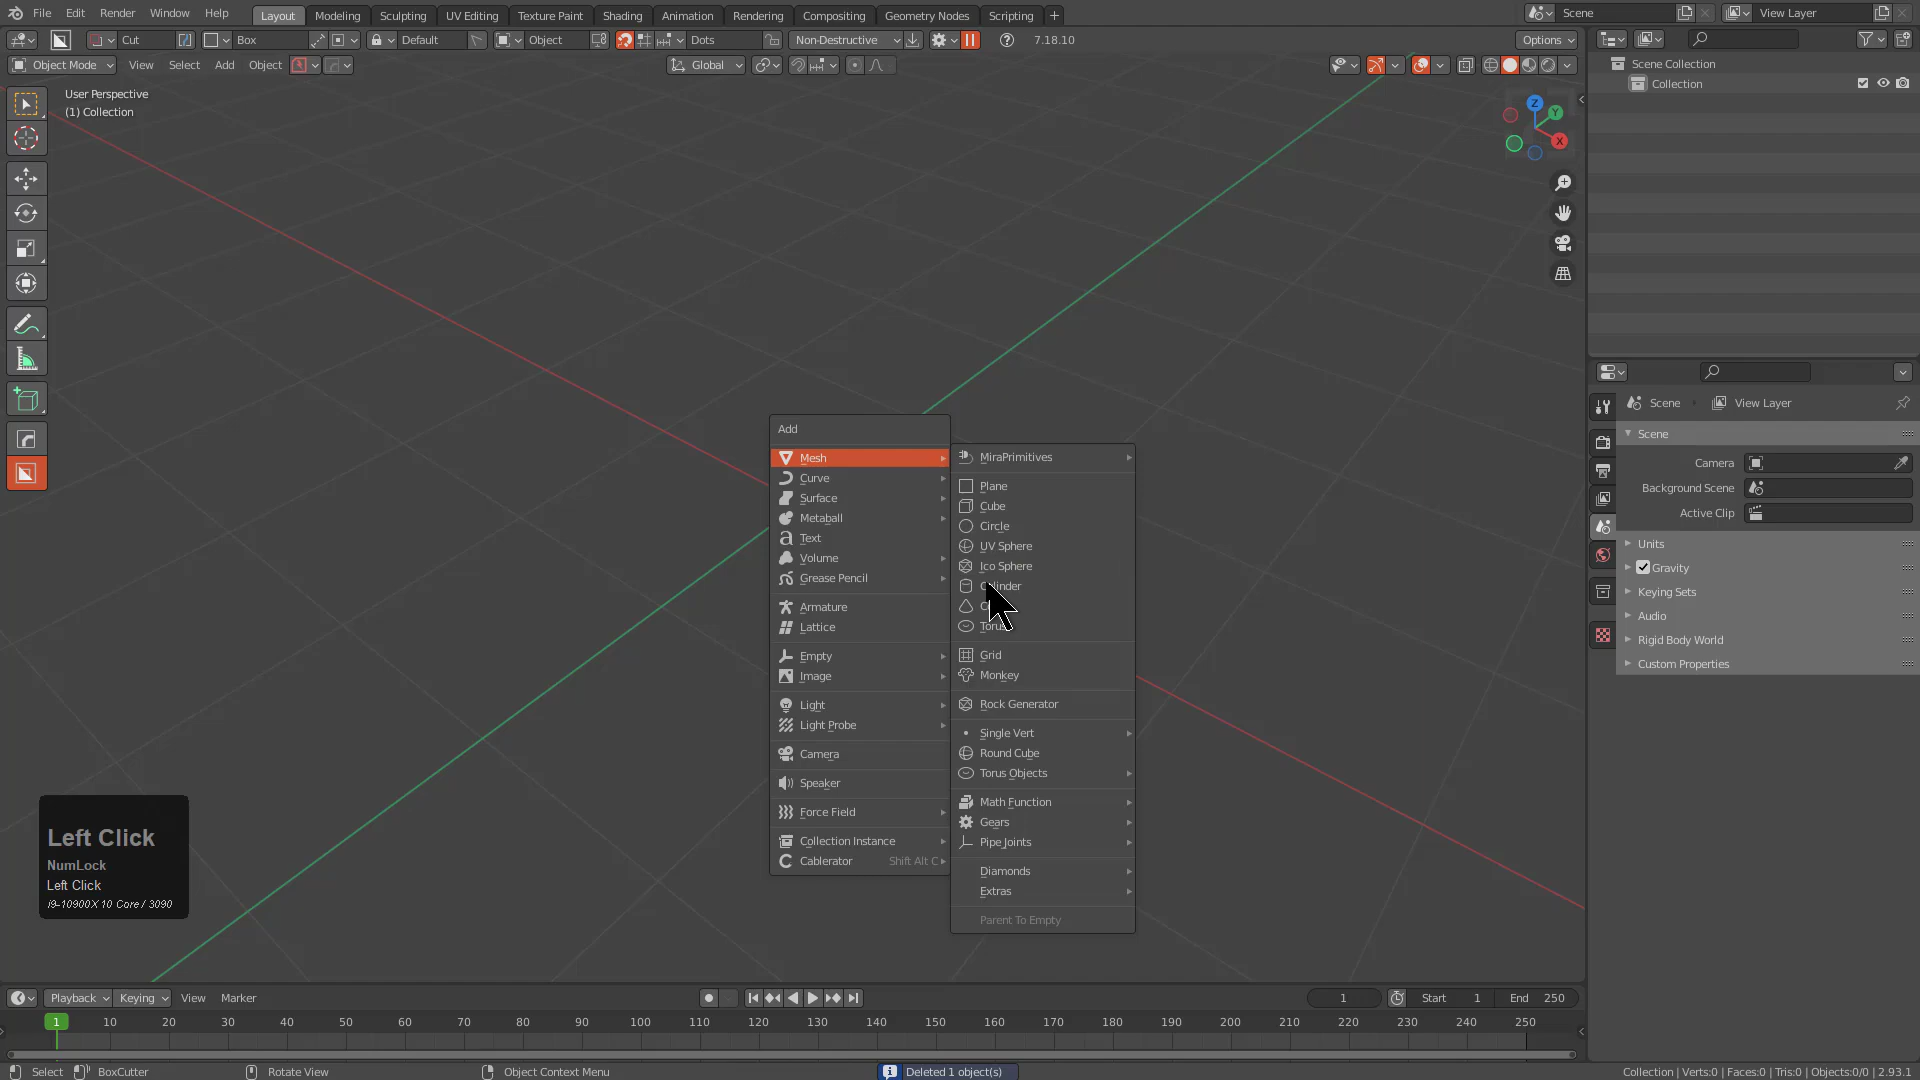 File Edit Render Window Help Layout Modeling Sculpting UV Editing Texture Paint Shading Animation Rendering Compositing Geometry Nodes Scripting + Scene View Layer
Cut Box Default Object Dots Non-Destructive 7.18.10 Options
Object Mode View Select Add Object Global
User Perspective
(1) Collection
Scene Collection
Collection
Z
Y
X
Scene View Layer
Scene
Camera
Background Scene
Active Clip
Units
Gravity
Keying Sets
Audio
Rigid Body World
Custom Properties
Add
Mesh
Curve
Surface
Metaball
Text
Volume
Grease Pencil
Armature
Lattice
Empty
Image
Light
Light Probe
Camera
Speaker
Force Field
Collection Instance
Cablerator Shift Alt C
MiraPrimitives
Plane
Cube
Circle
UV Sphere
Ico Sphere
Torus
Grid
Monkey
Rock Generator
Single Vert
Round Cube
Torus Objects
Math Function
Gears
Pipe Joints
Diamonds
Extras
Parent To Empty
Left Click
NumLock
Left Click
i9-10900X 10 Core / 3090
Playback Keying View Marker 1 Start 1 End 250
1 10 20 30 40 50 60 70 80 90 100 110 120 130 140 150 160 170 180 190 200 210 220 230 240 250
Select BoxCutter Rotate View Object Context Menu Deleted 1 object(s) Collection | Verts:0 | Faces:0 | Tris:0 | Objects:0/0 | 2.93.1